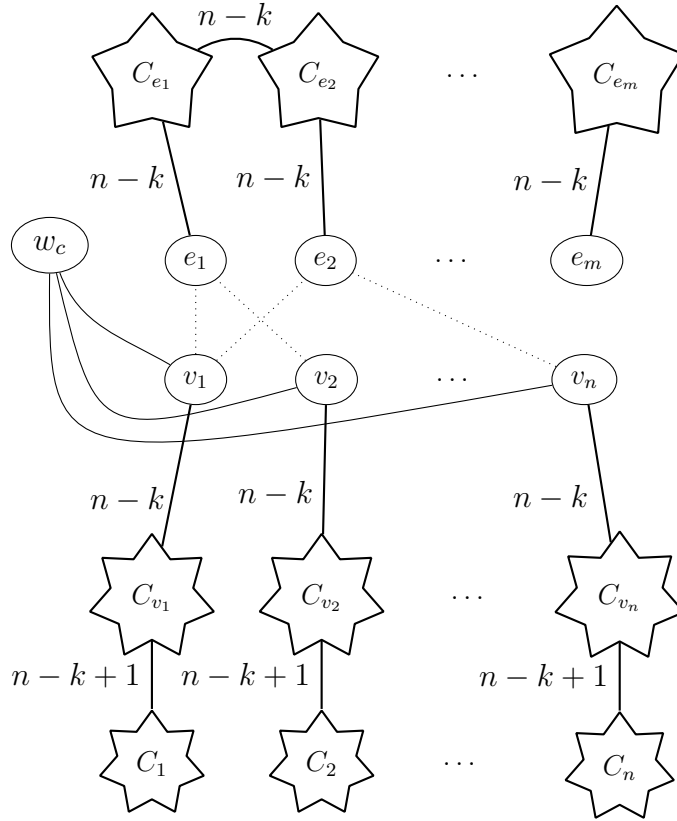 n − k
C_{e_1} C_{e_2} ⋯ C_{e_m}
n − k n − k n − k
w_c e_1 e_2 ⋯ e_m
v_1 v_2 ⋯ v_n
n − k n − k n − k
C_{v_1} C_{v_2} ⋯ C_{v_n}
n − k + 1 n − k + 1 n − k + 1
C_1 C_2 ⋯ C_n